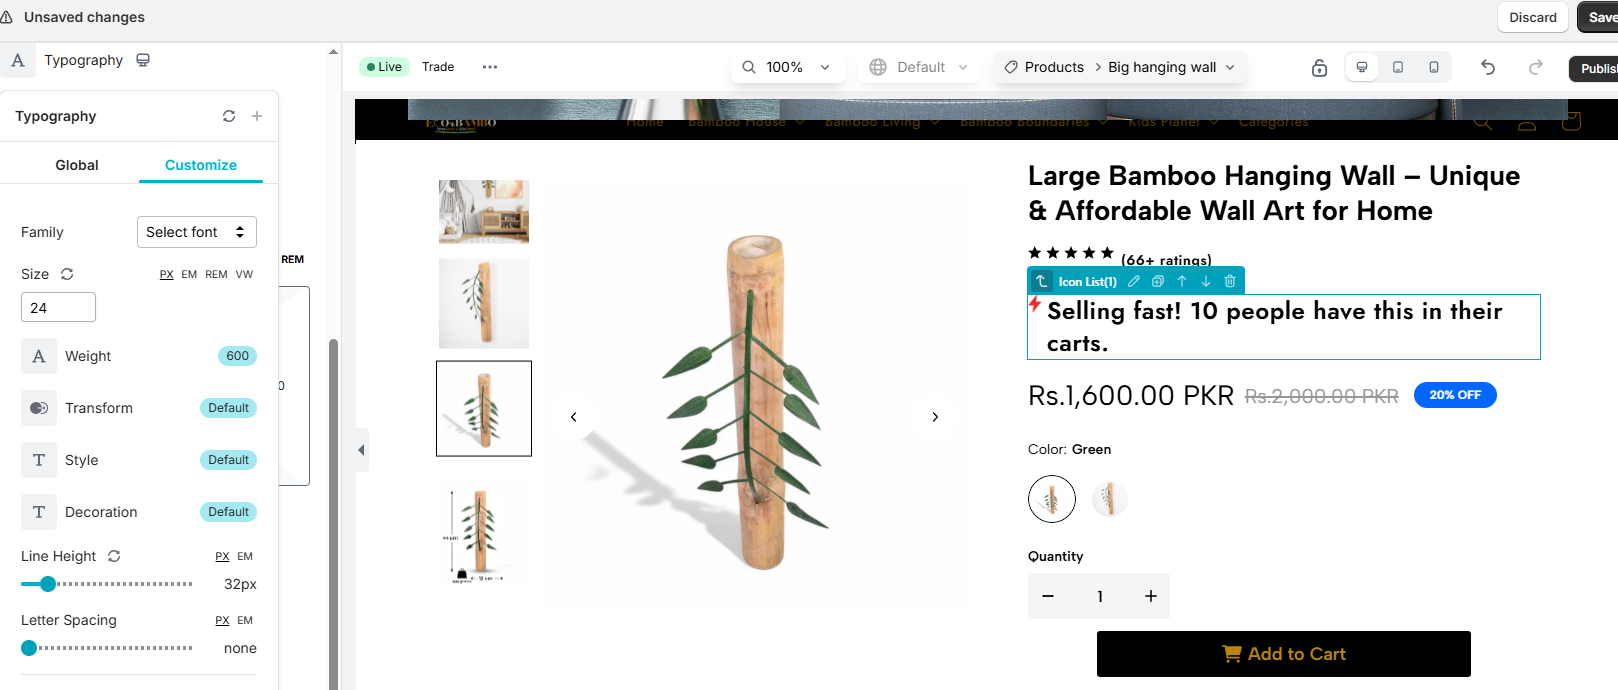 Unsaved changes
Discard
Save
A
Typography
Live
Trade
100%
Default
Products
Big hanging wall
Publish
Typography
Global
Customize
Family
Select font
Size
PX EM REM VW
24
REM
A
Weight
600
Transform
Default
T
Style
Default
T
Decoration
Default
Line Height
PX EM
32px
Letter Spacing
PX EM
none
Home
Bamboo House
Bamboo Living
Bamboo Boundaries
Kids Planer
Categories
Large Bamboo Hanging Wall – Unique
& Affordable Wall Art for Home
(66+ ratings)
Icon List(1)
Selling fast! 10 people have this in their
carts.
Rs.1,600.00 PKR Rs.2,000.00 PKR 20% OFF
Color: Green
Quantity
− 1 +
Add to Cart